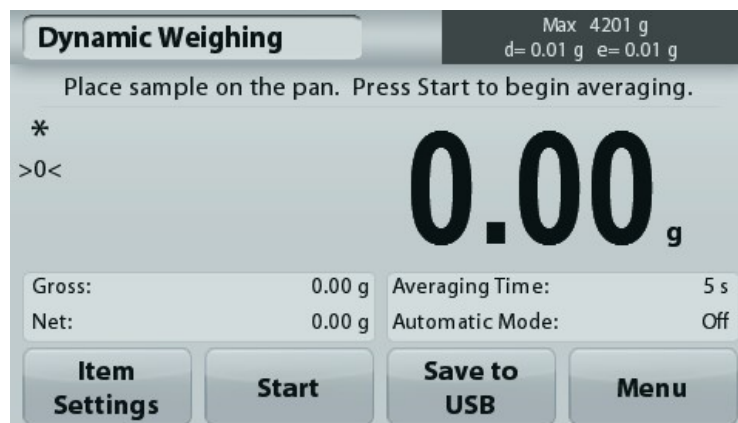 Dynamic Weighing
Max 4201 g
d= 0.01 g e= 0.01 g
Place sample on the pan. Press Start to begin averaging.
*
>0<
0.00 g
Gross: 0.00 g
Net: 0.00 g
Averaging Time: 5 s
Automatic Mode: Off
Item Settings
Start
Save to USB
Menu